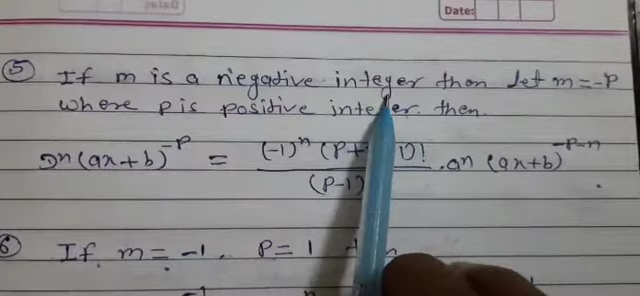 Date:
⑤ If m is a negative integer then let m = -P
where P is positive integer. then
Dn (ax+b)^-P = (-1)^n (P+ 1)! / (P-1) . an (ax+b)^-P-n .
⑥ If m = -1. P = 1